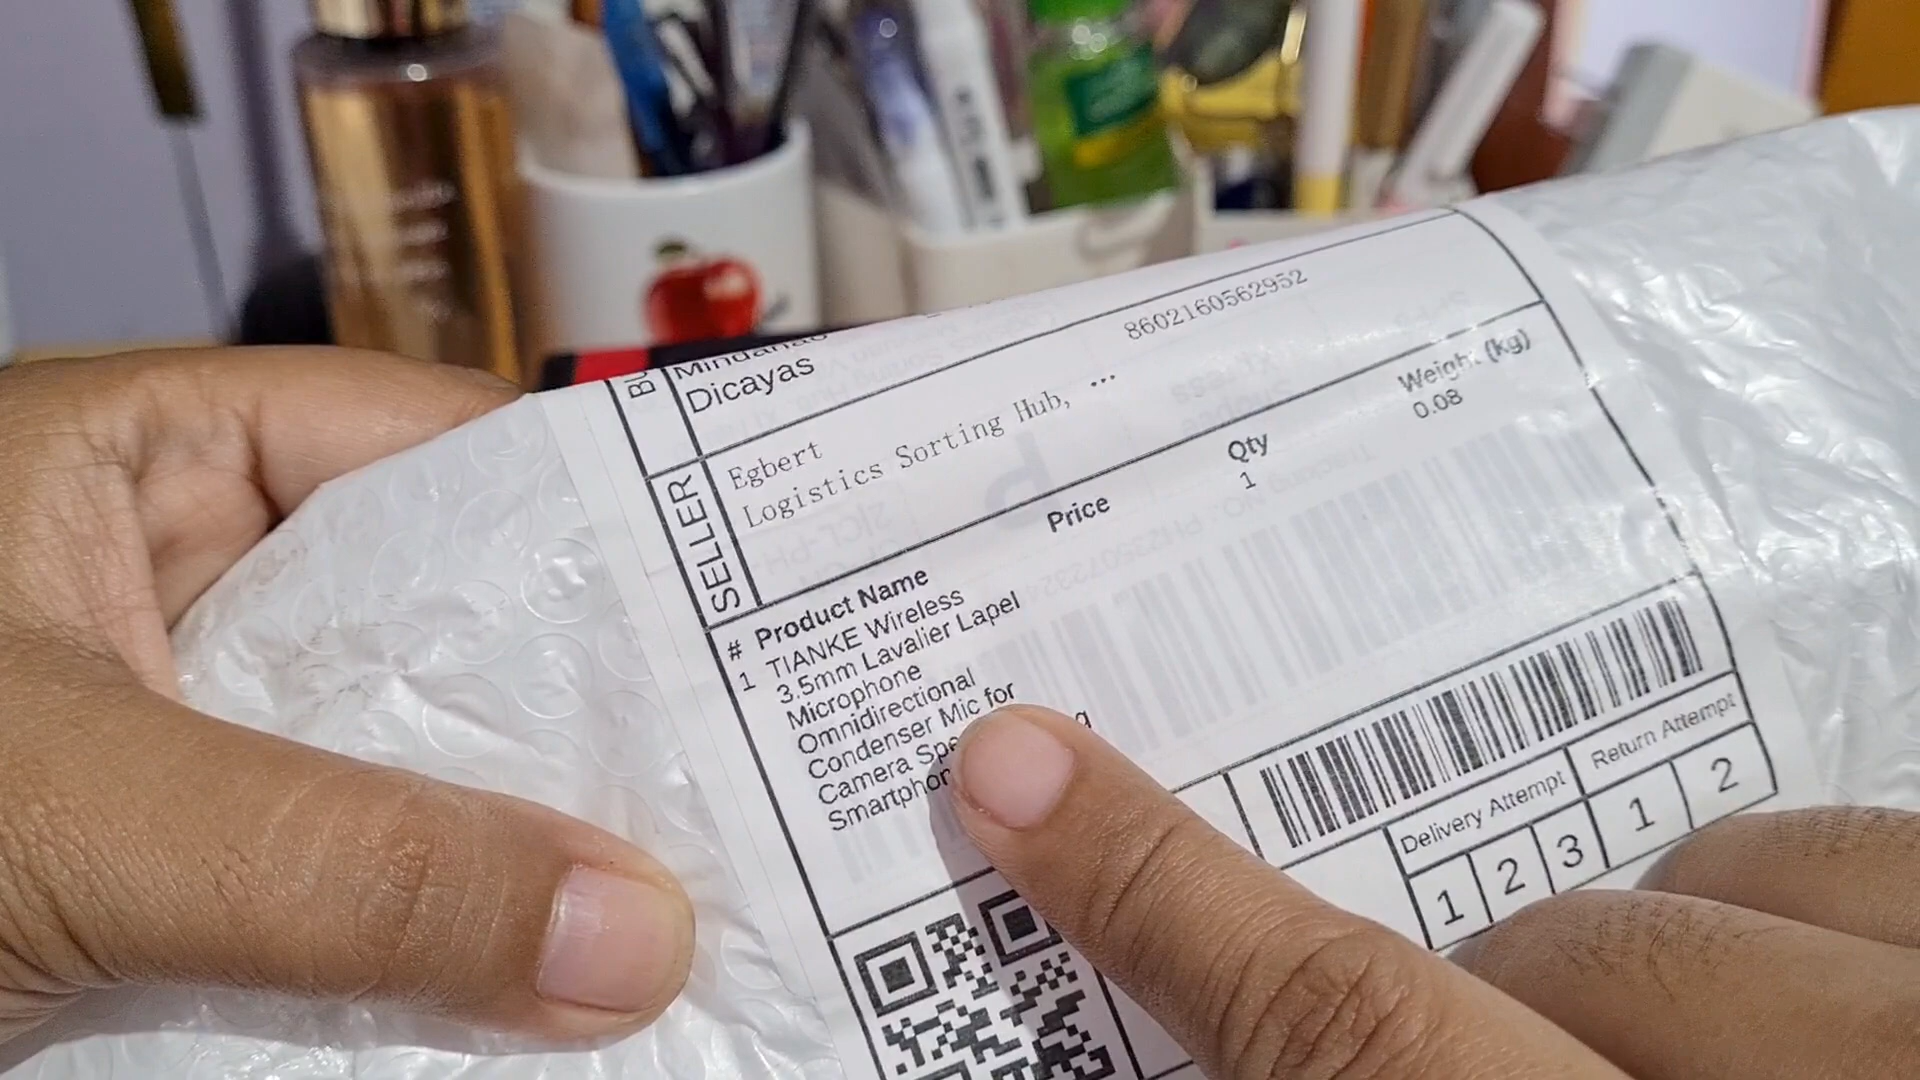 BU
Mindanao
Dicayas
SELLER
Egbert
8602160562952
Logistics Sorting Hub, ...
# Product Name Price Qty Weight (kg)
1 TIANKE Wireless 1 0.08
3.5mm Lavalier Lapel
Microphone
Omnidirectional
Condenser Mic for
Camera
Delivery Attempt Return Attempt
1 2 3 1 2